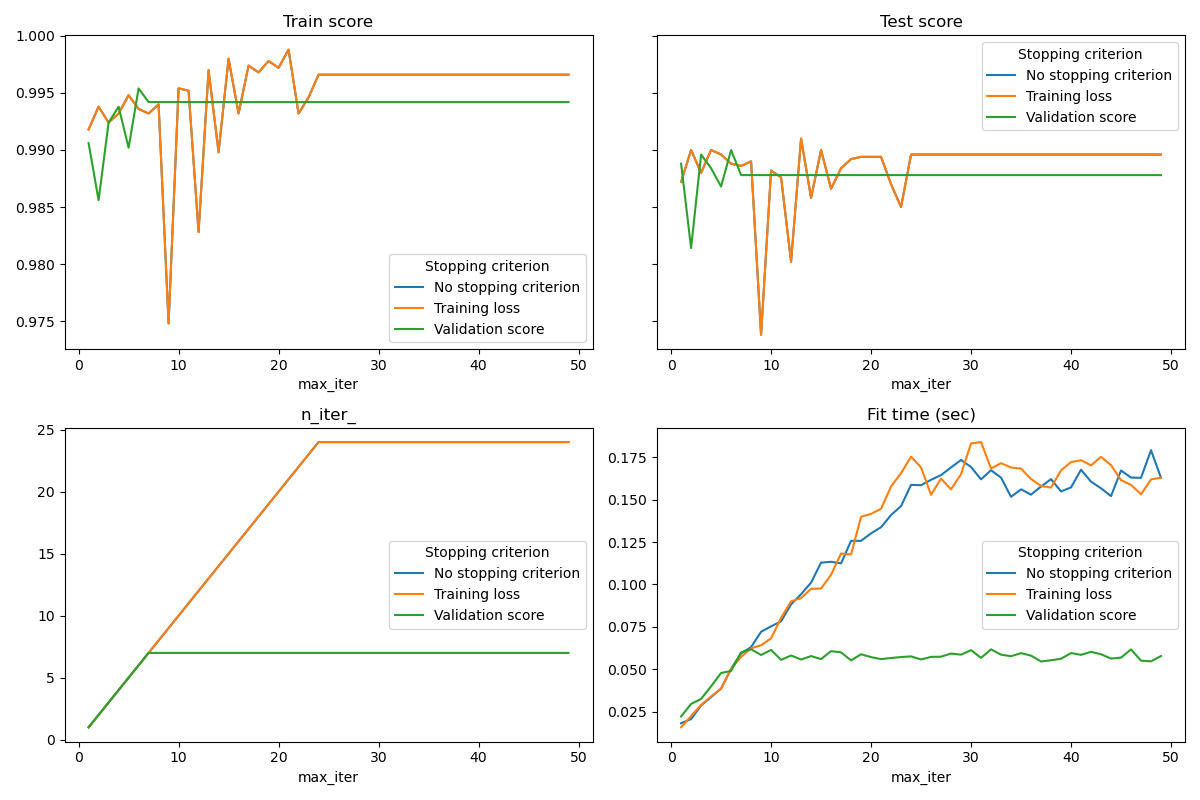 Train score
1.000
0.995
0.990
0.985
0.980
0.975
Stopping criterion
No stopping criterion
Training loss
Validation score
0
10
20
30
40
50
max_iter
Test score
Stopping criterion
No stopping criterion
Training loss
Validation score
0
10
20
30
40
50
max_iter
n_iter_
25
20
15
10
5
0
Stopping criterion
No stopping criterion
Training loss
Validation score
0
10
20
30
40
50
max_iter
Fit time (sec)
0.175
0.150
0.125
0.100
0.075
0.050
0.025
Stopping criterion
No stopping criterion
Training loss
Validation score
0
10
20
30
40
50
max_iter